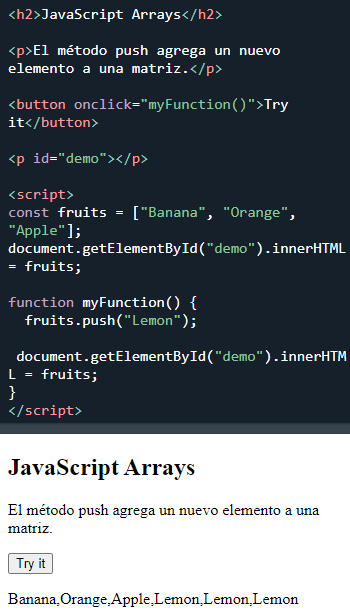 <h2>JavaScript Arrays</h2>
<p>El método push agrega un nuevo
elemento a una matriz.</p>
<button onclick="myFunction()">Try
it</button>
<p id="demo"></p>
<script>
const fruits = ["Banana", "Orange",
"Apple"];
document.getElementById("demo").innerHTML
= fruits;
function myFunction() {
fruits.push("Lemon");
document.getElementById("demo").innerHTM
L = fruits;
}
</script>
JavaScript Arrays
El método push agrega un nuevo elemento a una
matriz.
Try it
Banana,Orange,Apple,Lemon,Lemon,Lemon